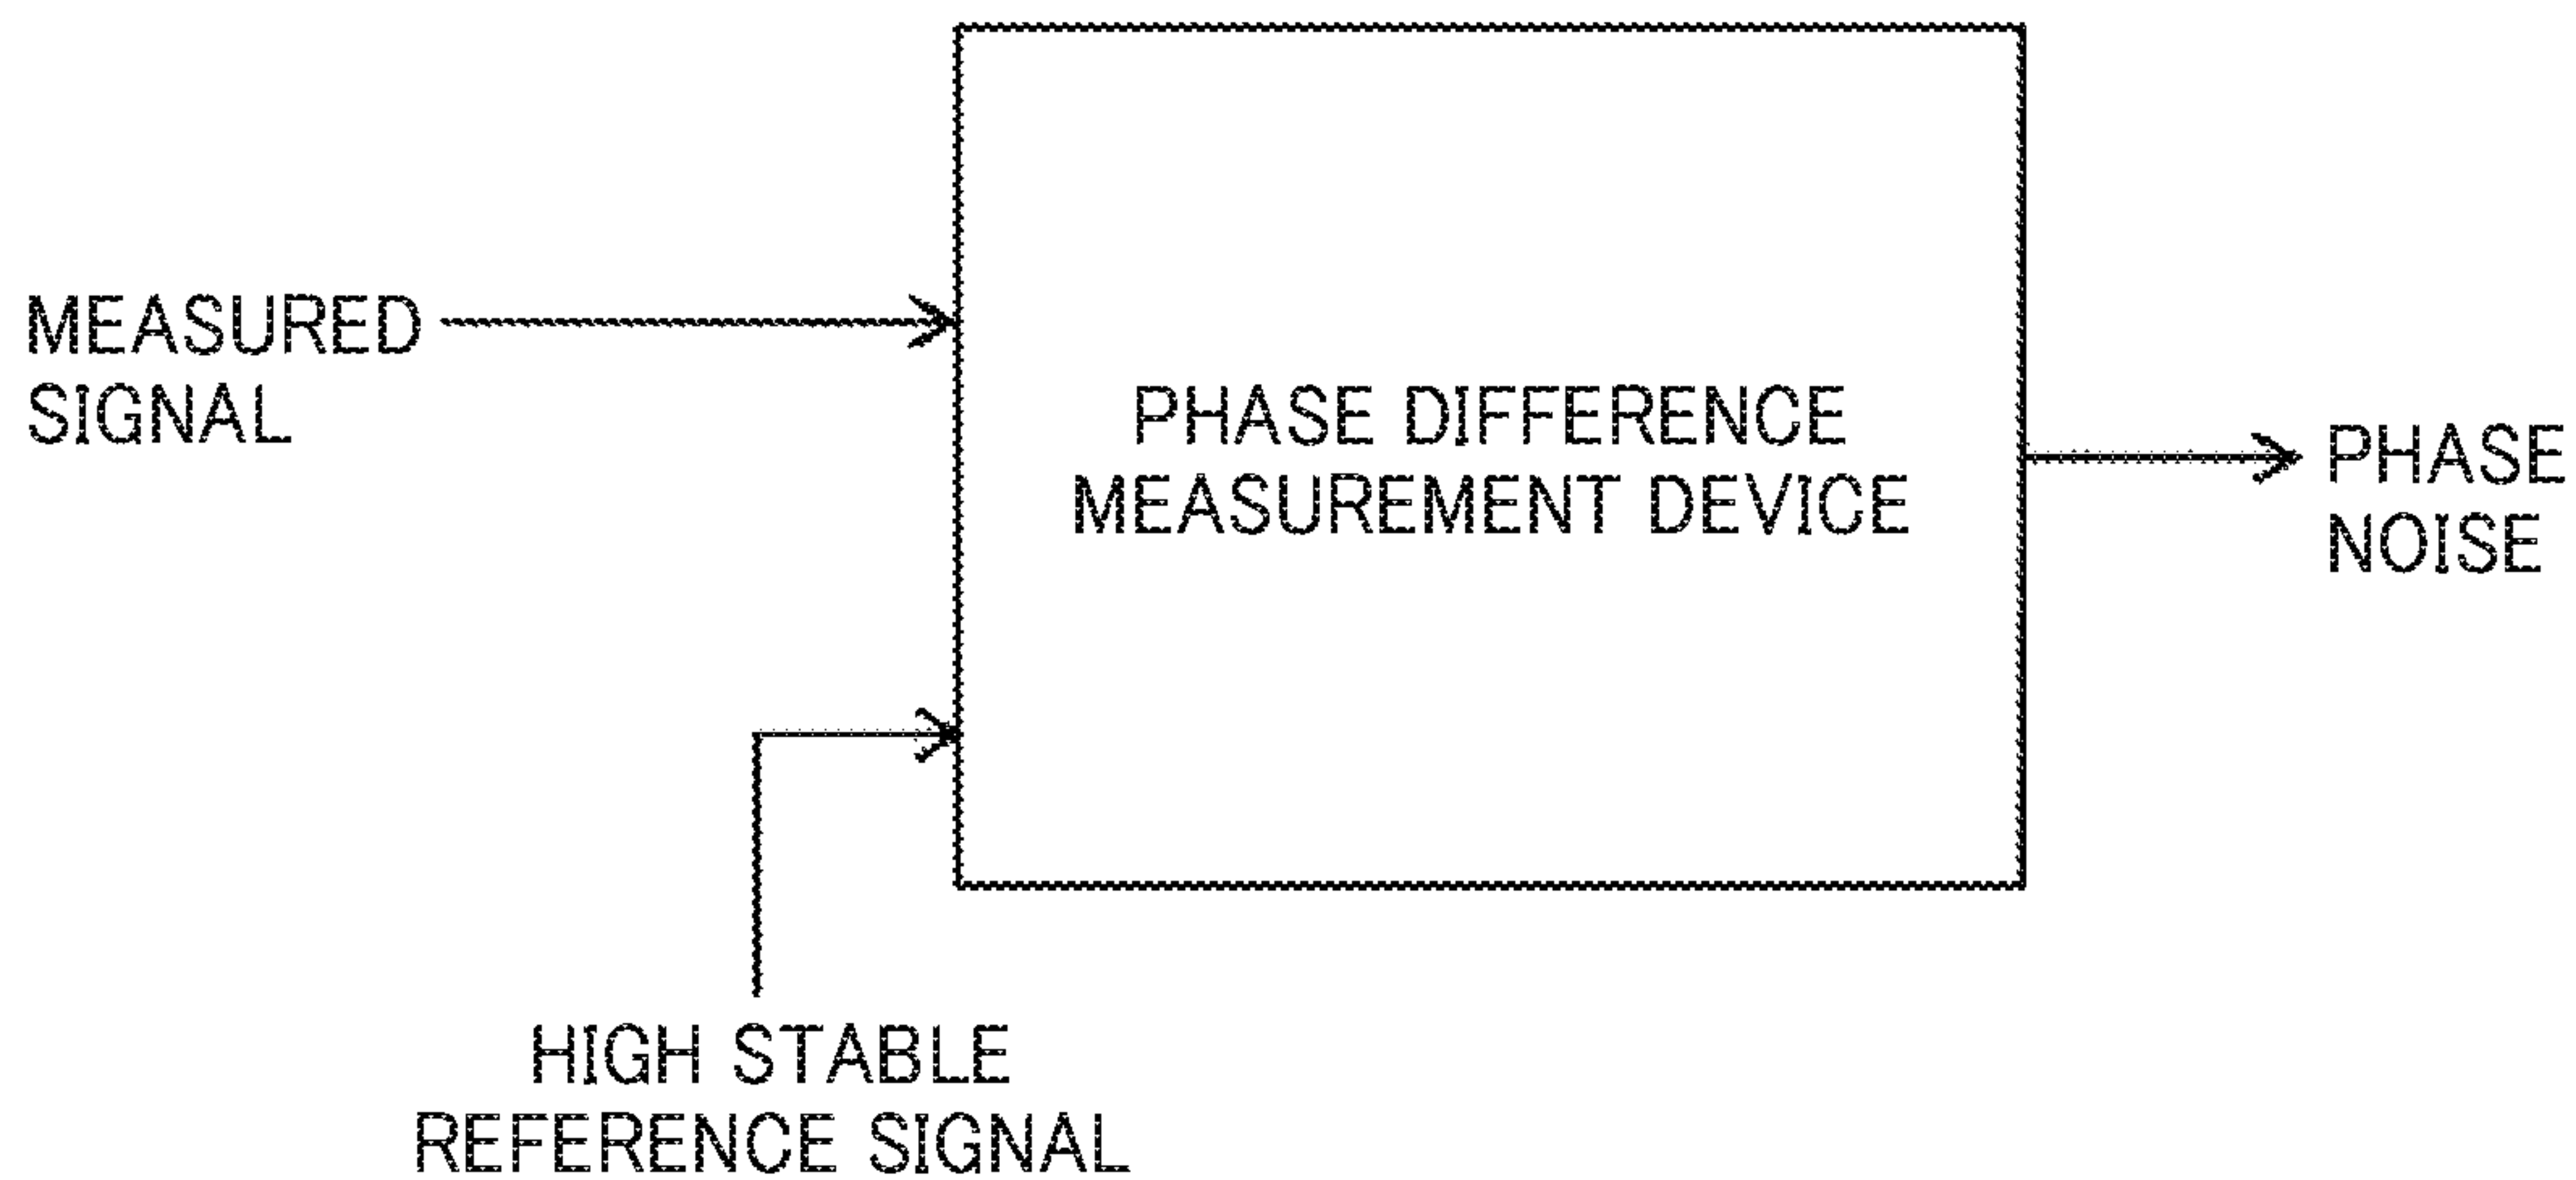 MEASURED
SIGNAL
PHASE DIFFERENCE
MEASUREMENT DEVICE
PHASE
NOISE
HIGH STABLE
REFERENCE SIGNAL